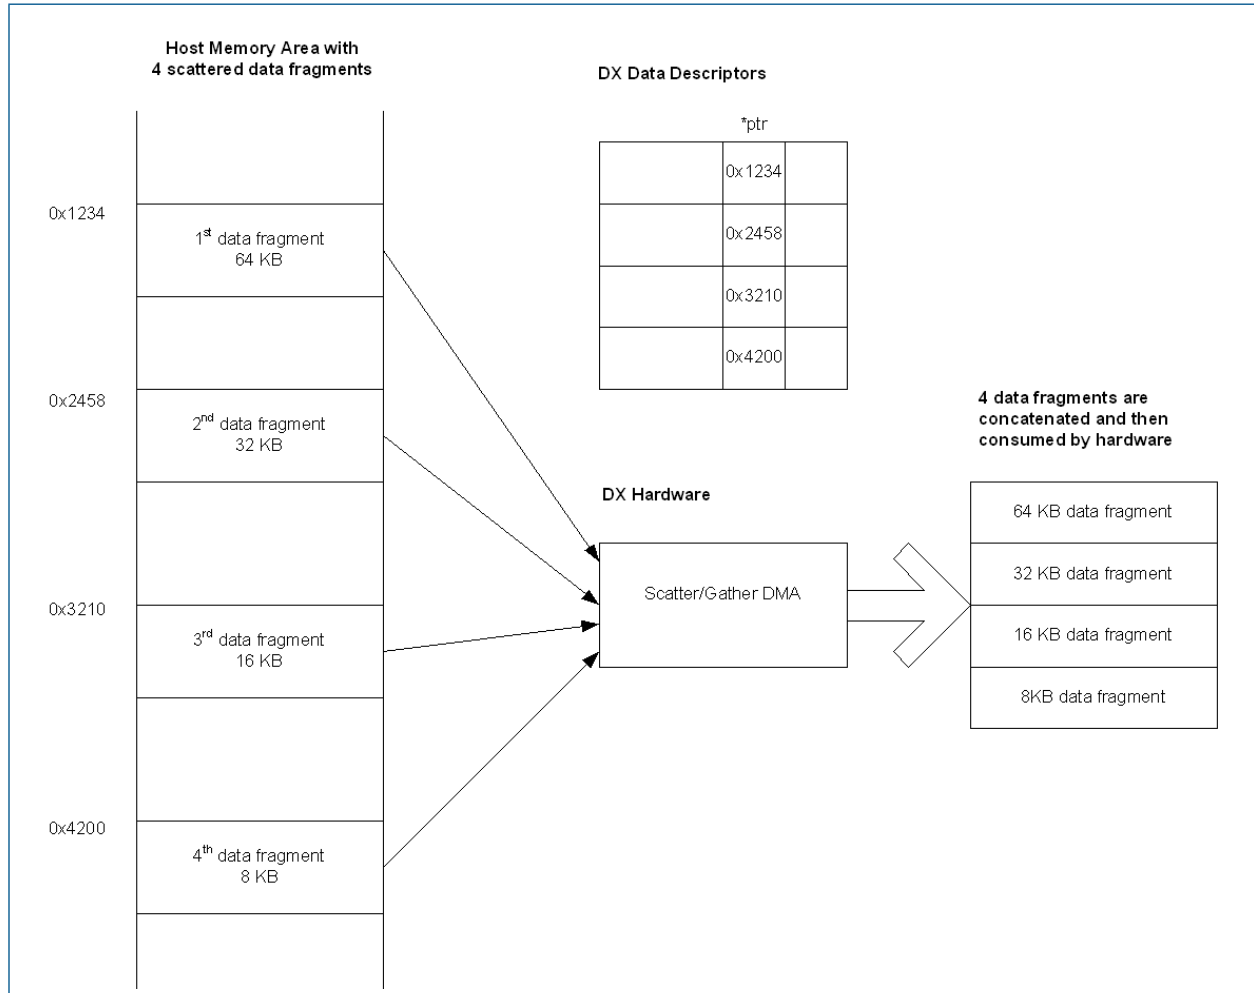 Host Memory Area with
4 scattered data fragments
0x1234
1st data fragment
64 KB
0x2458
2nd data fragment
32 KB
0x3210
3rd data fragment
16 KB
0x4200
4th data fragment
8 KB
DX Data Descriptors
*ptr
0x1234
0x2458
0x3210
0x4200
DX Hardware
Scatter/Gather DMA
4 data fragments are
concatenated and then
consumed by hardware
64 KB data fragment
32 KB data fragment
16 KB data fragment
8KB data fragment